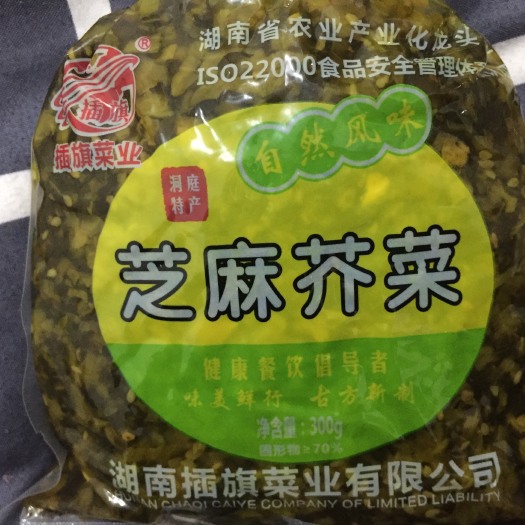 湖南省农业产业化龙头
ISO22000食品安全管理体系
®
插旗
插旗菜业
自然风味
洞庭
特产
芝麻芥菜
健康餐饮倡导者
味美鲜行 古方新制
净含量:300g
固形物≥70%
湖南插旗菜业有限公司
HUNAN CHAQI CAIYE COMPANY OF LIMITED LIABILITY